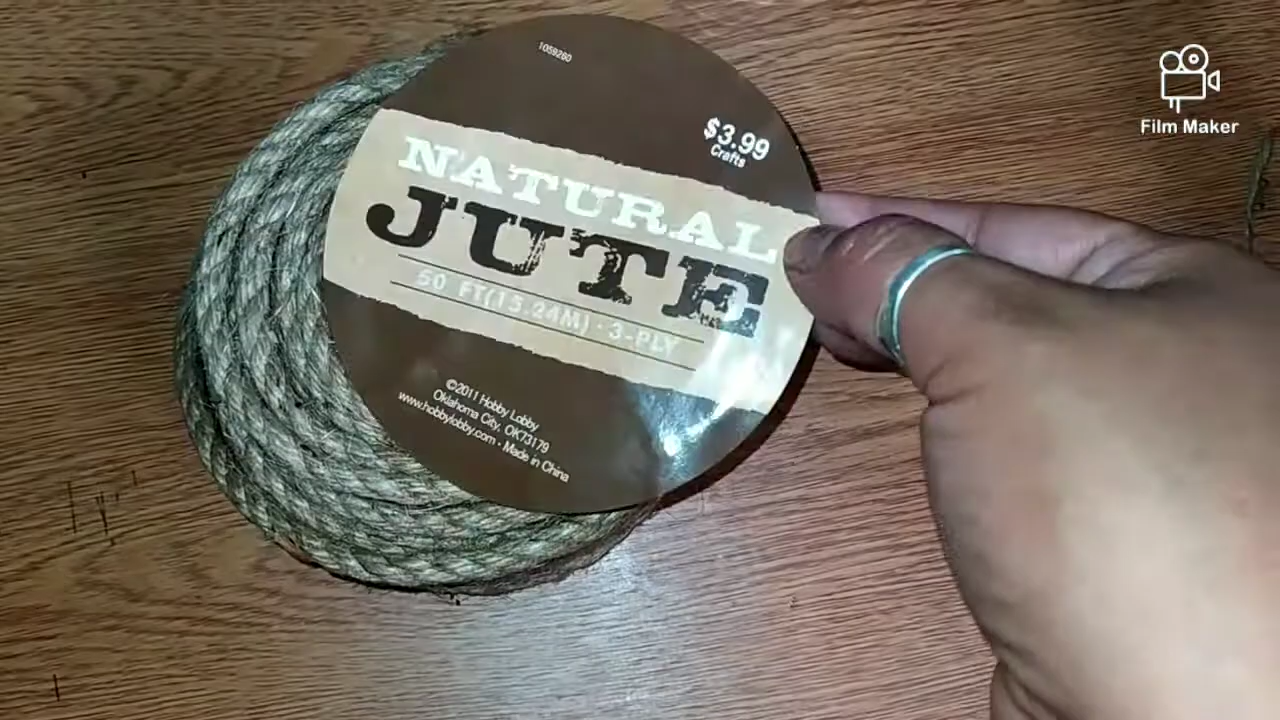 1059260
$3.99
Crafts
NATURAL
JUTE
50 FT(15.24M) · 3-PLY
©2011 Hobby Lobby
Oklahoma City, OK73179
www.hobbylobby.com · Made in China
Film Maker